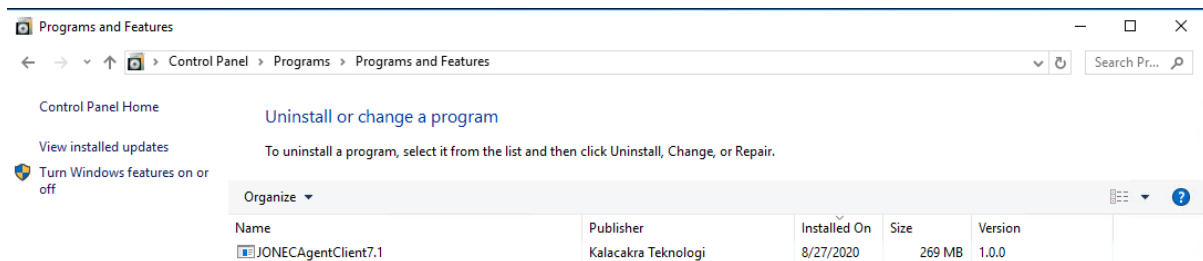 Programs and Features
Control Panel > Programs > Programs and Features
Search Pr...
Control Panel Home
Uninstall or change a program
View installed updates
To uninstall a program, select it from the list and then click Uninstall, Change, or Repair.
Turn Windows features on or
off
Organize
Name Publisher Installed On Size Version
JONECAgentClient7.1 Kalacakra Teknologi 8/27/2020 269 MB 1.0.0